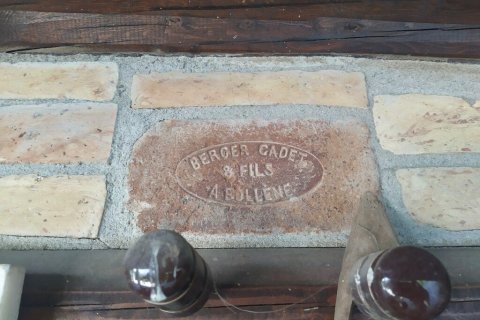 BERGER CADET
& FILS
A BOLLENE